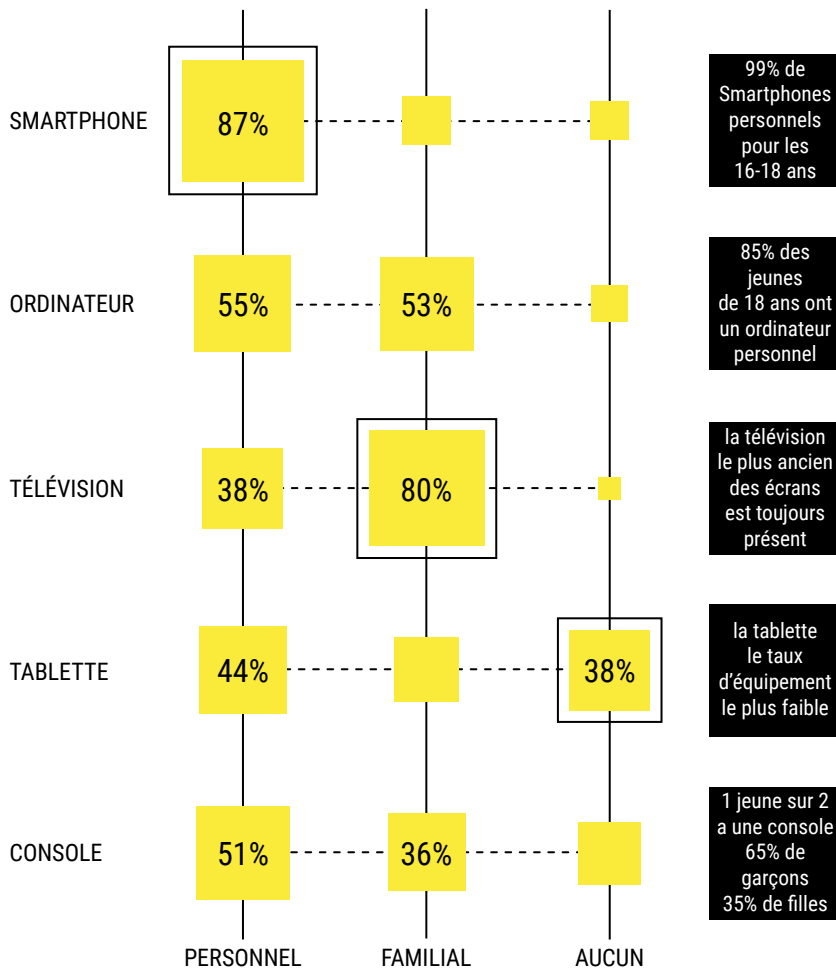 SMARTPHONE
87%
99% de
Smartphones
personnels
pour les
16-18 ans
ORDINATEUR
55%
53%
85% des
jeunes
de 18 ans ont
un ordinateur
personnel
TÉLÉVISION
38%
80%
la télévision
le plus ancien
des écrans
est toujours
présent
TABLETTE
44%
38%
la tablette
le taux
d’équipement
le plus faible
CONSOLE
51%
36%
1 jeune sur 2
a une console
65% de
garçons
35% de filles
PERSONNEL
FAMILIAL
AUCUN